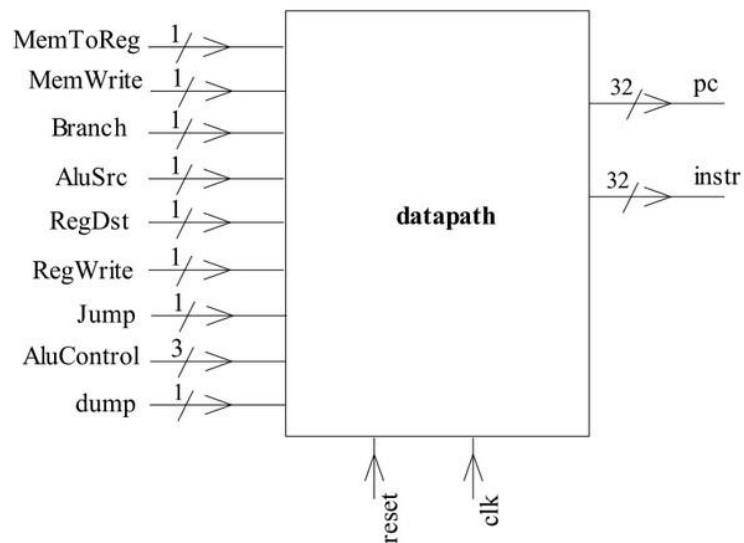 MemToReg 1
MemWrite 1
Branch 1
AluSrc 1
RegDst 1
RegWrite 1
Jump 1
AluControl 3
dump 1
datapath
32 pc
32 instr
reset
clk